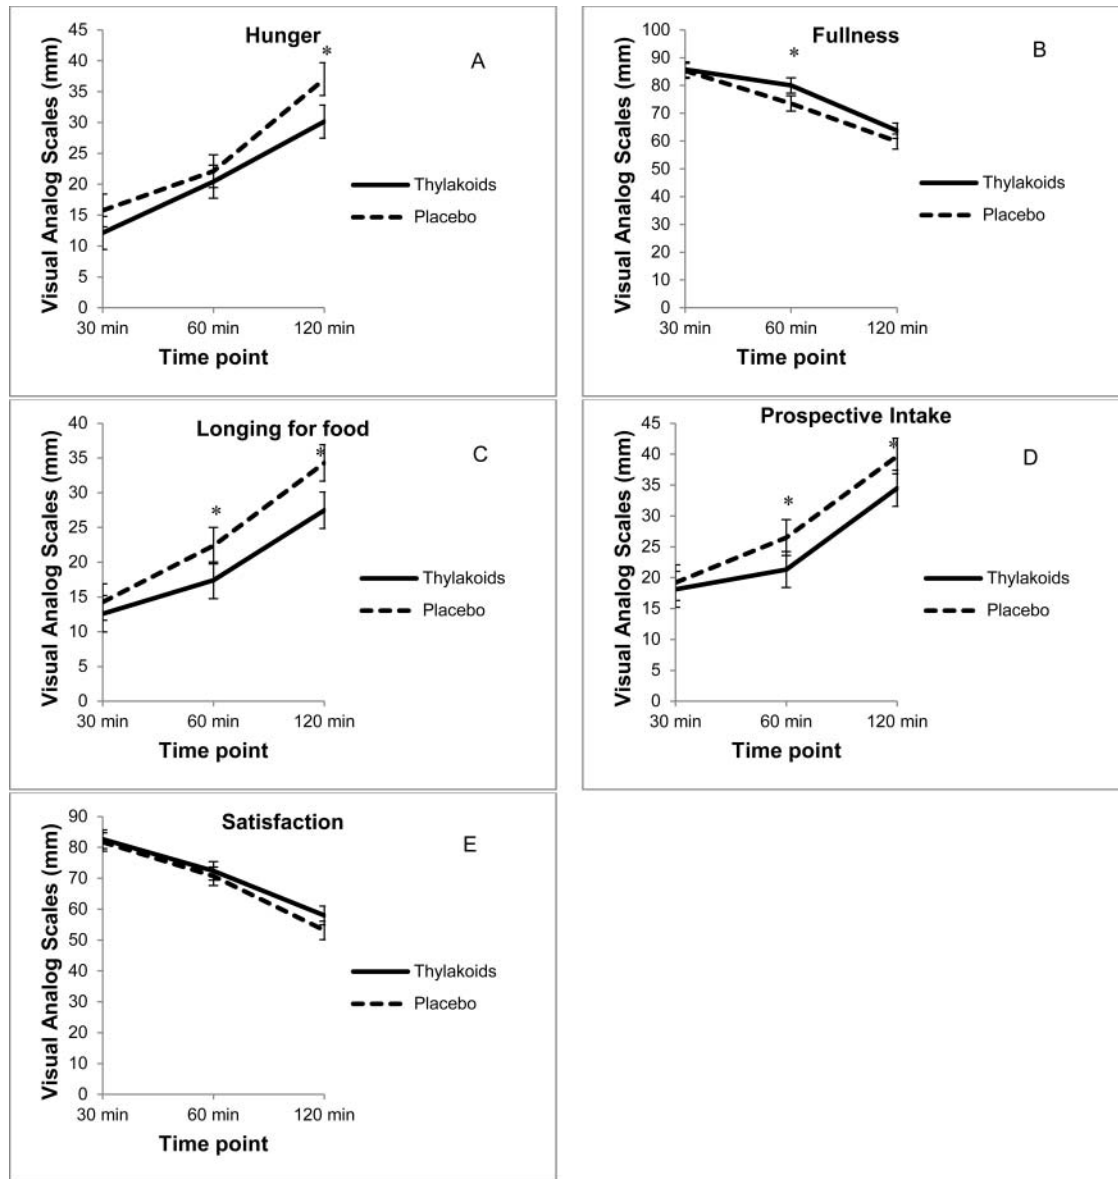 Hunger
A
Visual Analog Scales (mm)
45
40
35
30
25
20
15
10
5
0
*
Thylakoids
Placebo
30 min 60 min 120 min
Time point
Fullness
B
Visual Analog Scales (mm)
100
90
80
70
60
50
40
30
20
10
0
*
Thylakoids
Placebo
30 min 60 min 120 min
Time point
Longing for food
C
Visual Analog Scales (mm)
40
35
30
25
20
15
10
5
0
*
*
Thylakoids
Placebo
30 min 60 min 120 min
Time point
Prospective Intake
D
Visual Analog Scales (mm)
45
40
35
30
25
20
15
10
5
0
*
*
Thylakoids
Placebo
30 min 60 min 120 min
Time point
Satisfaction
E
Visual Analog Scales (mm)
90
80
70
60
50
40
30
20
10
0
Thylakoids
Placebo
30 min 60 min 120 min
Time point